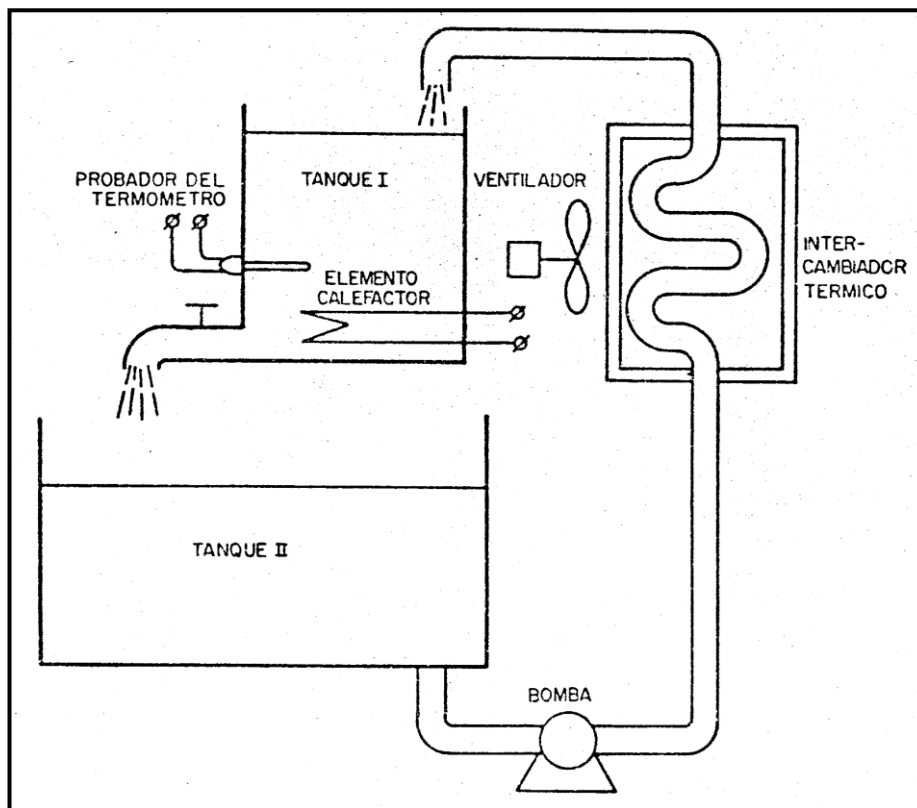 PROBADOR DEL
TERMOMETRO
TANQUE I
VENTILADOR
ELEMENTO
CALEFACTOR
INTER-
CAMBIADOR
TERMICO
TANQUE II
BOMBA